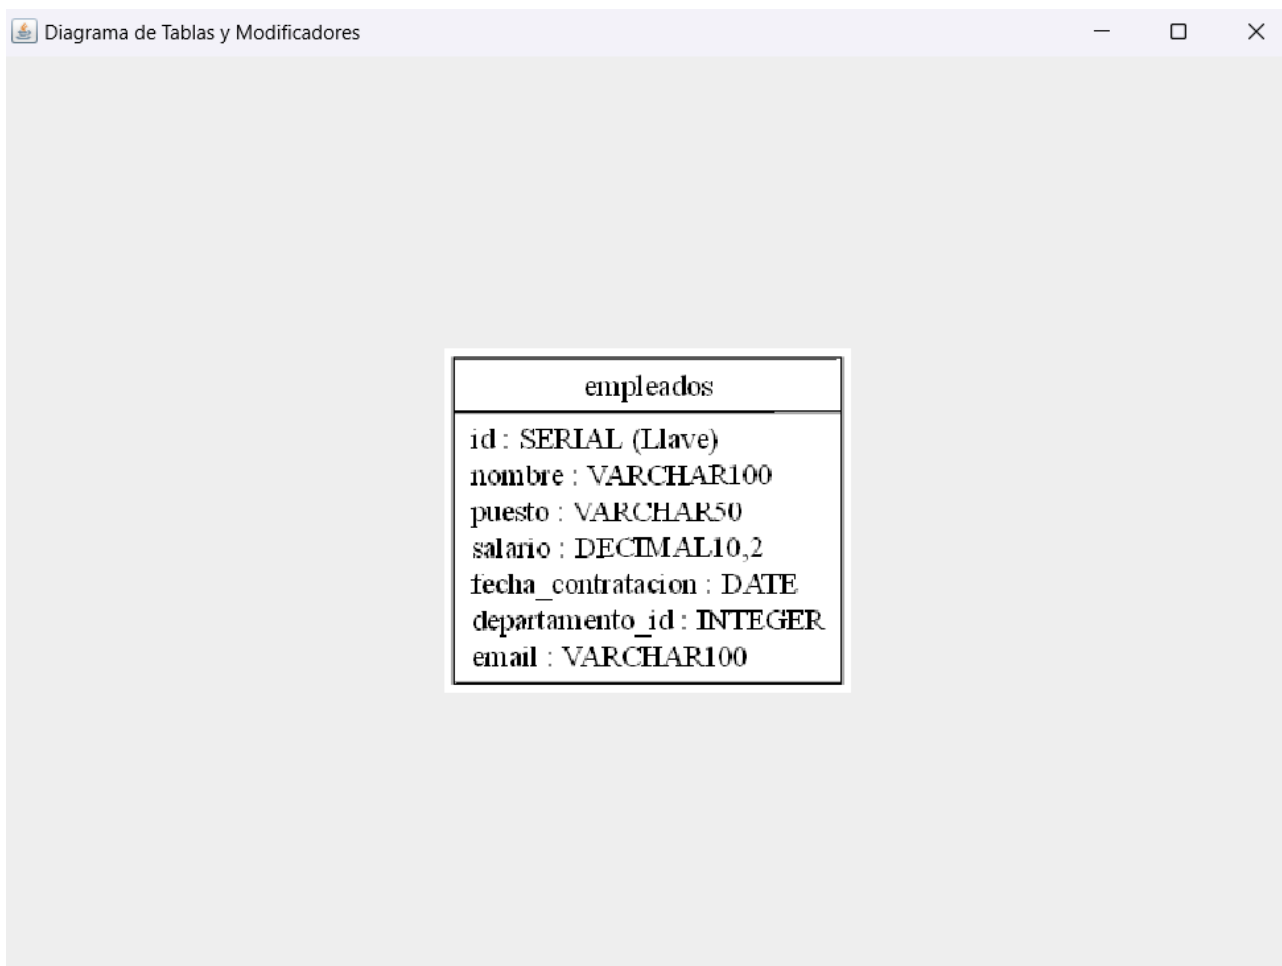 Diagrama de Tablas y Modificadores
empleados
id : SERIAL (Llave)
nombre : VARCHAR100
puesto : VARCHAR50
salario : DECIMAL10,2
fecha_contratacion : DATE
departamento_id : INTEGER
email : VARCHAR100